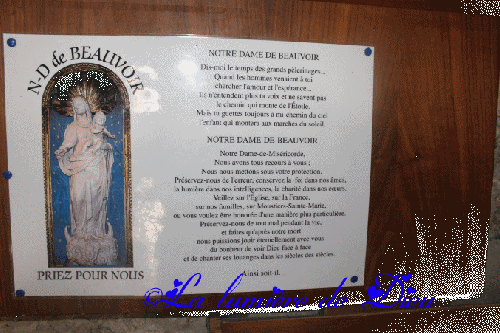 N-D de BEAUVOIR
PRIEZ POUR NOUS
NOTRE DAME DE BEAUVOIR
Dis-moi le temps des grands pèlerinages...
Quand les hommes venaient à toi
chercher l'amour et l'espérance...
Ils n'entendent plus ta voix et ne savent pas
le chemin qui monte de l'Étoile.
Mais tu guettes toujours à mi chemin du ciel
l'enfant qui montera aux marches du soleil.
NOTRE DAME DE BEAUVOIR
Notre Dame-de-Miséricorde,
Nous avons tous recours à vous ;
Nous nous mettons sous votre protection.
Préservez-nous de l'erreur, conservez la foi dans nos âmes,
la lumière dans nos intelligences, la charité dans nos cœurs.
Veillez sur l'Église, sur la France,
sur nos familles, sur Moustiers-Sainte-Marie,
où vous voulez être honorée d'une manière plus particulière.
Préservez-nous de tout mal pendant la vie,
et faites qu'après notre mort
nous puissions jouir éternellement avec vous
du bonheur de voir Dieu face à face
et de chanter ses louanges dans les siècles des siècles.
Ainsi soit-il.
©La lumière de Dieu